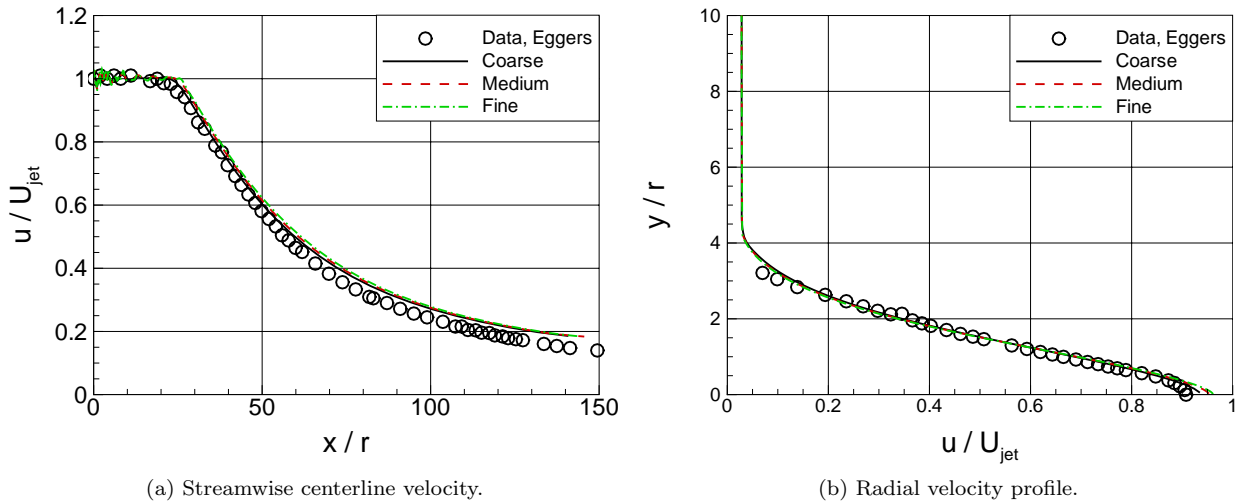 1.2
1
0.8
0.6
0.4
0.2
0
0
50
100
150
u / U_jet
x / r
Data, Eggers
Coarse
Medium
Fine
(a) Streamwise centerline velocity.
10
8
6
4
2
0
0
0.2
0.4
0.6
0.8
1
y / r
u / U_jet
Data, Eggers
Coarse
Medium
Fine
(b) Radial velocity profile.